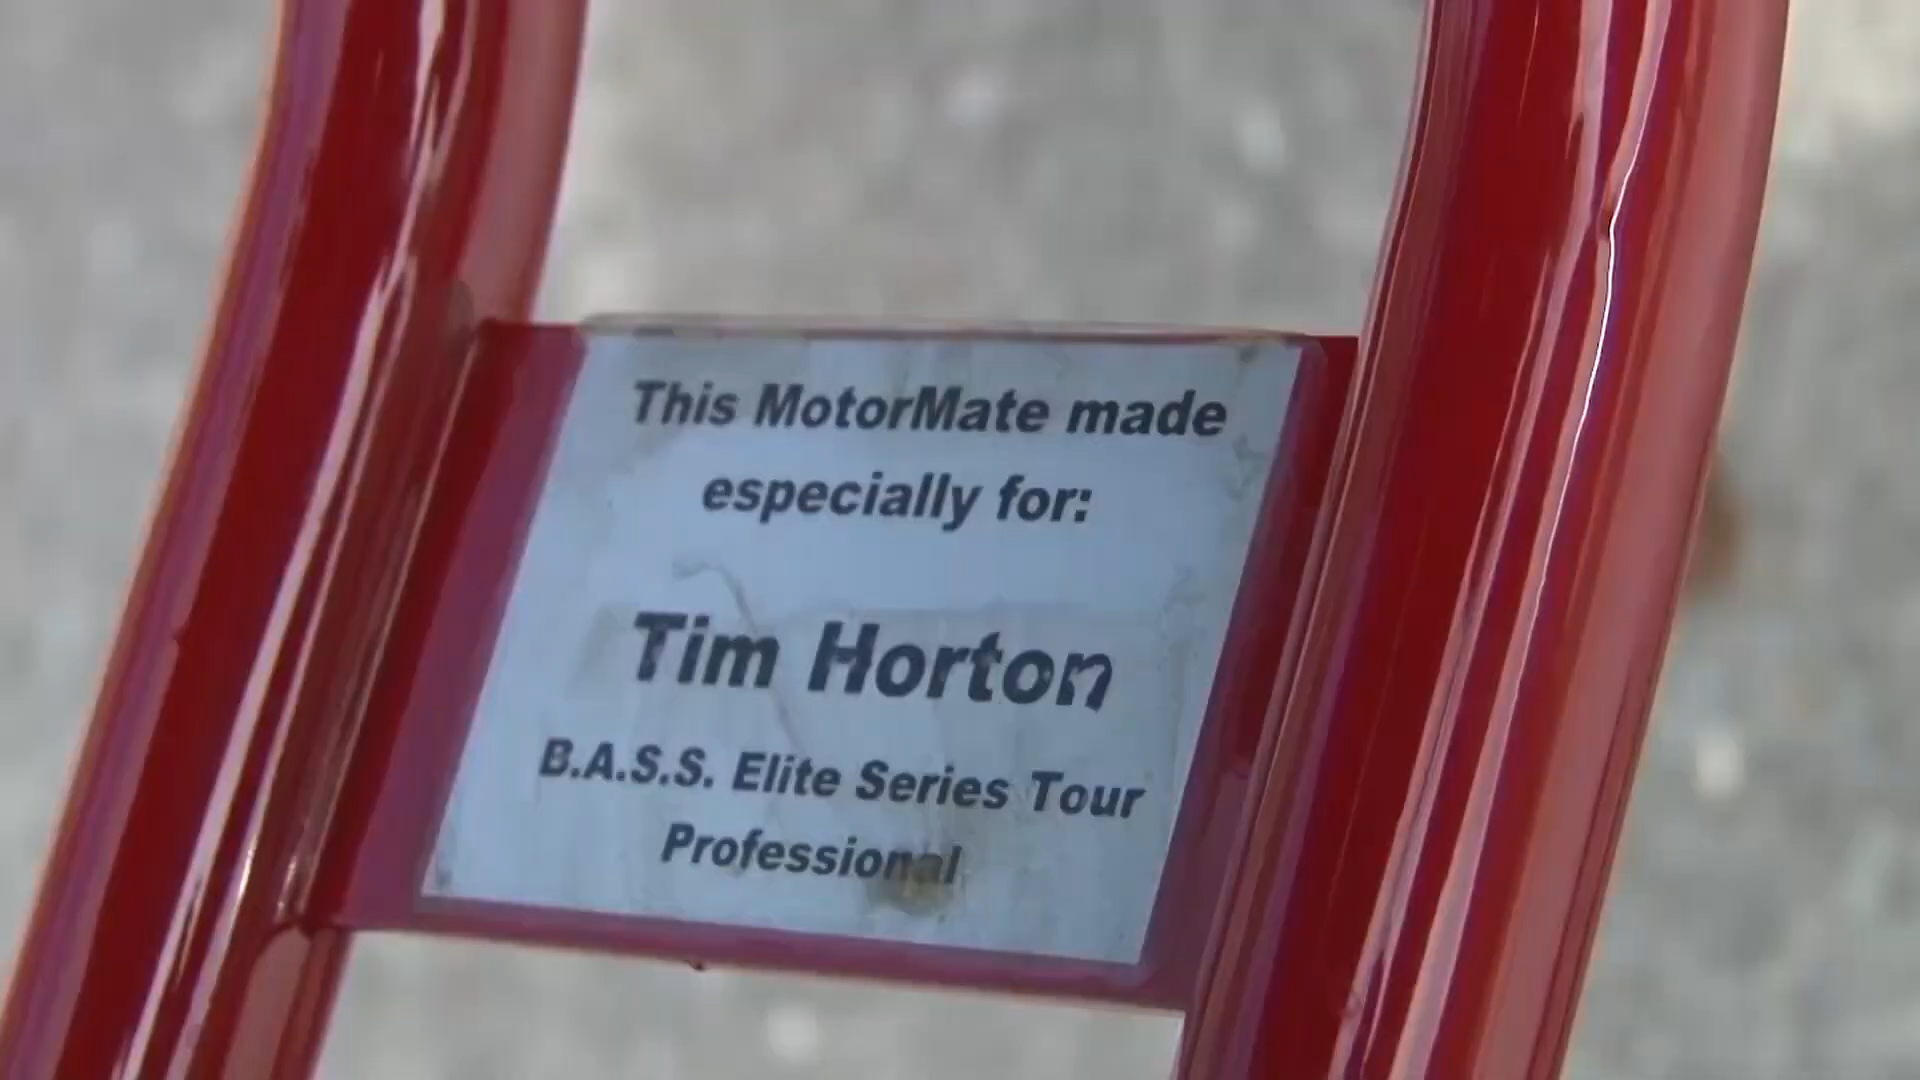 This MotorMate made
especially for:
Tim Horton
B.A.S.S. Elite Series Tour
Professional